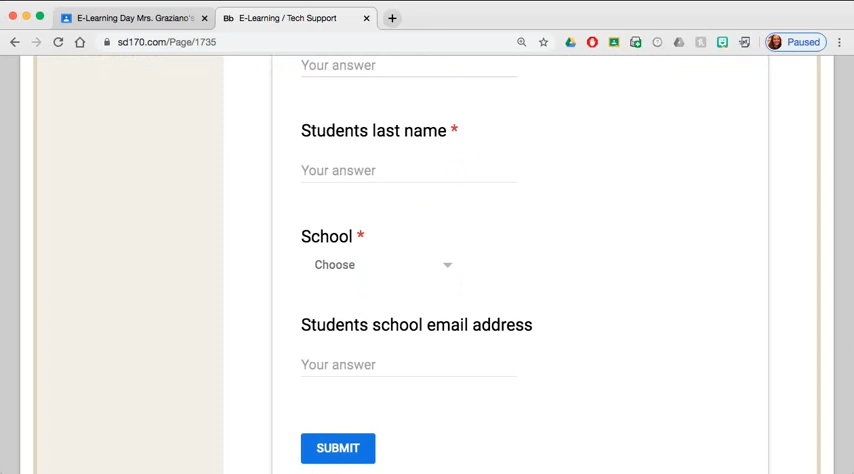 E-Learning Day Mrs. Graziano's
Bb E-Learning / Tech Support
sd170.com/Page/1735
Paused
Your answer
Students last name *
Your answer
School *
Choose
Students school email address
Your answer
SUBMIT